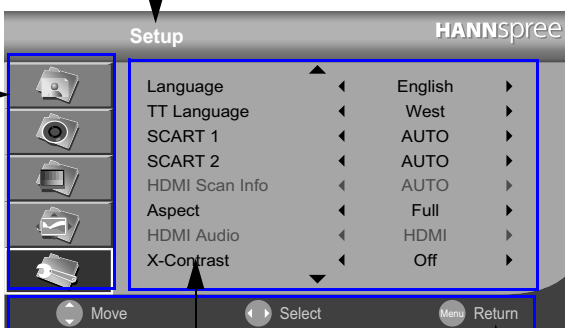 Setup
HANNspree
Language English
TT Language West
SCART 1 AUTO
SCART 2 AUTO
HDMI Scan Info AUTO
Aspect Full
HDMI Audio HDMI
X-Contrast Off
Move Select Menu Return